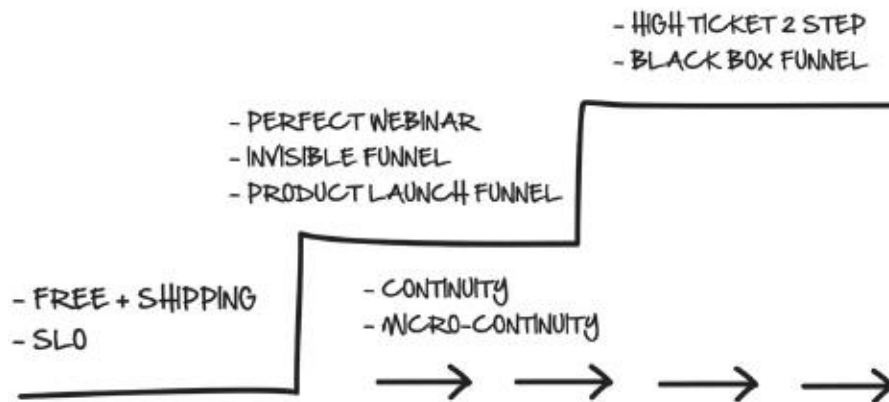 - HIGH TICKET 2 STEP
- BLACK BOX FUNNEL
- PERFECT WEBINAR
- INVISIBLE FUNNEL
- PRODUCT LAUNCH FUNNEL
- FREE + SHIPPING
- SLO
- CONTINUITY
- MICRO-CONTINUITY